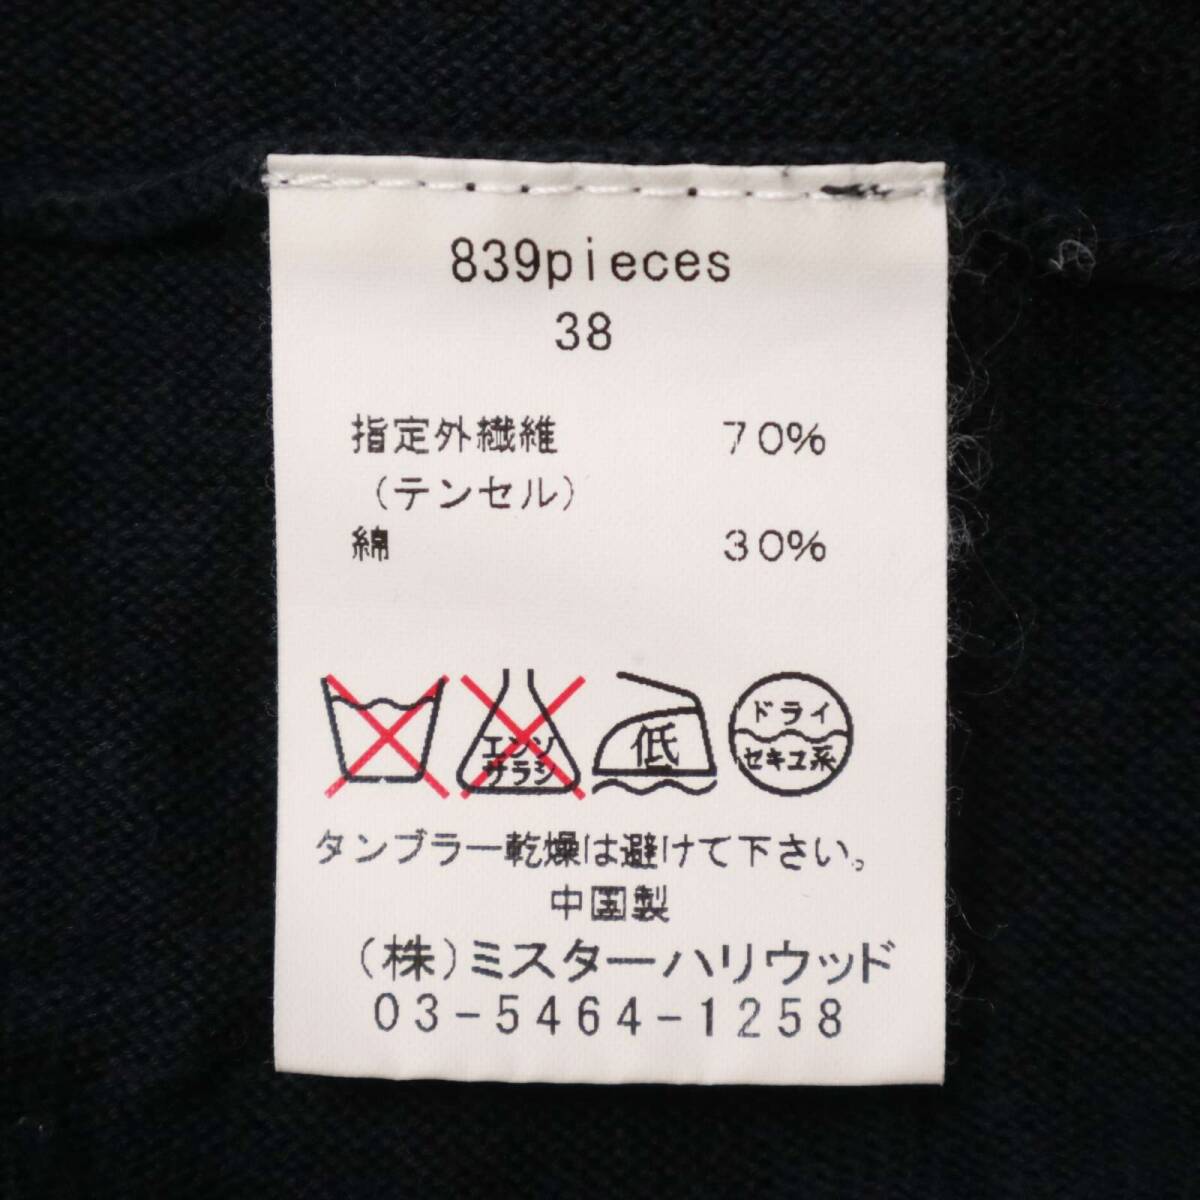 839pieces
38
指定外繊維 70%
(テンセル)
綿 30%
エンソ
サラシ
低
ドライ
セキユ系
タンブラー乾燥は避けて下さい。
中国製
(株)ミスターハリウッド
03-5464-1258